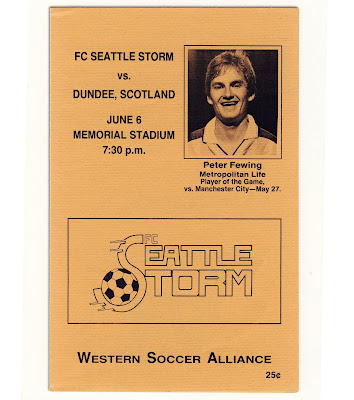 FC SEATTLE STORM
vs.
DUNDEE, SCOTLAND
JUNE 6
MEMORIAL STADIUM
7:30 p.m.
Peter Fewing
Metropolitan Life
Player of the Game,
vs. Manchester City—May 27.
FC
SEATTLE
STORM
WESTERN SOCCER ALLIANCE
25¢